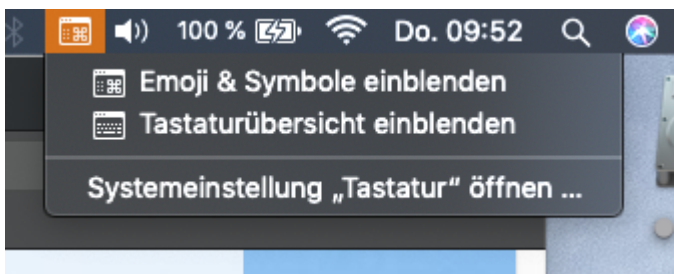 100 % Do. 09:52
Emoji & Symbole einblenden
Tastaturübersicht einblenden
Systemeinstellung „Tastatur“ öffnen ...